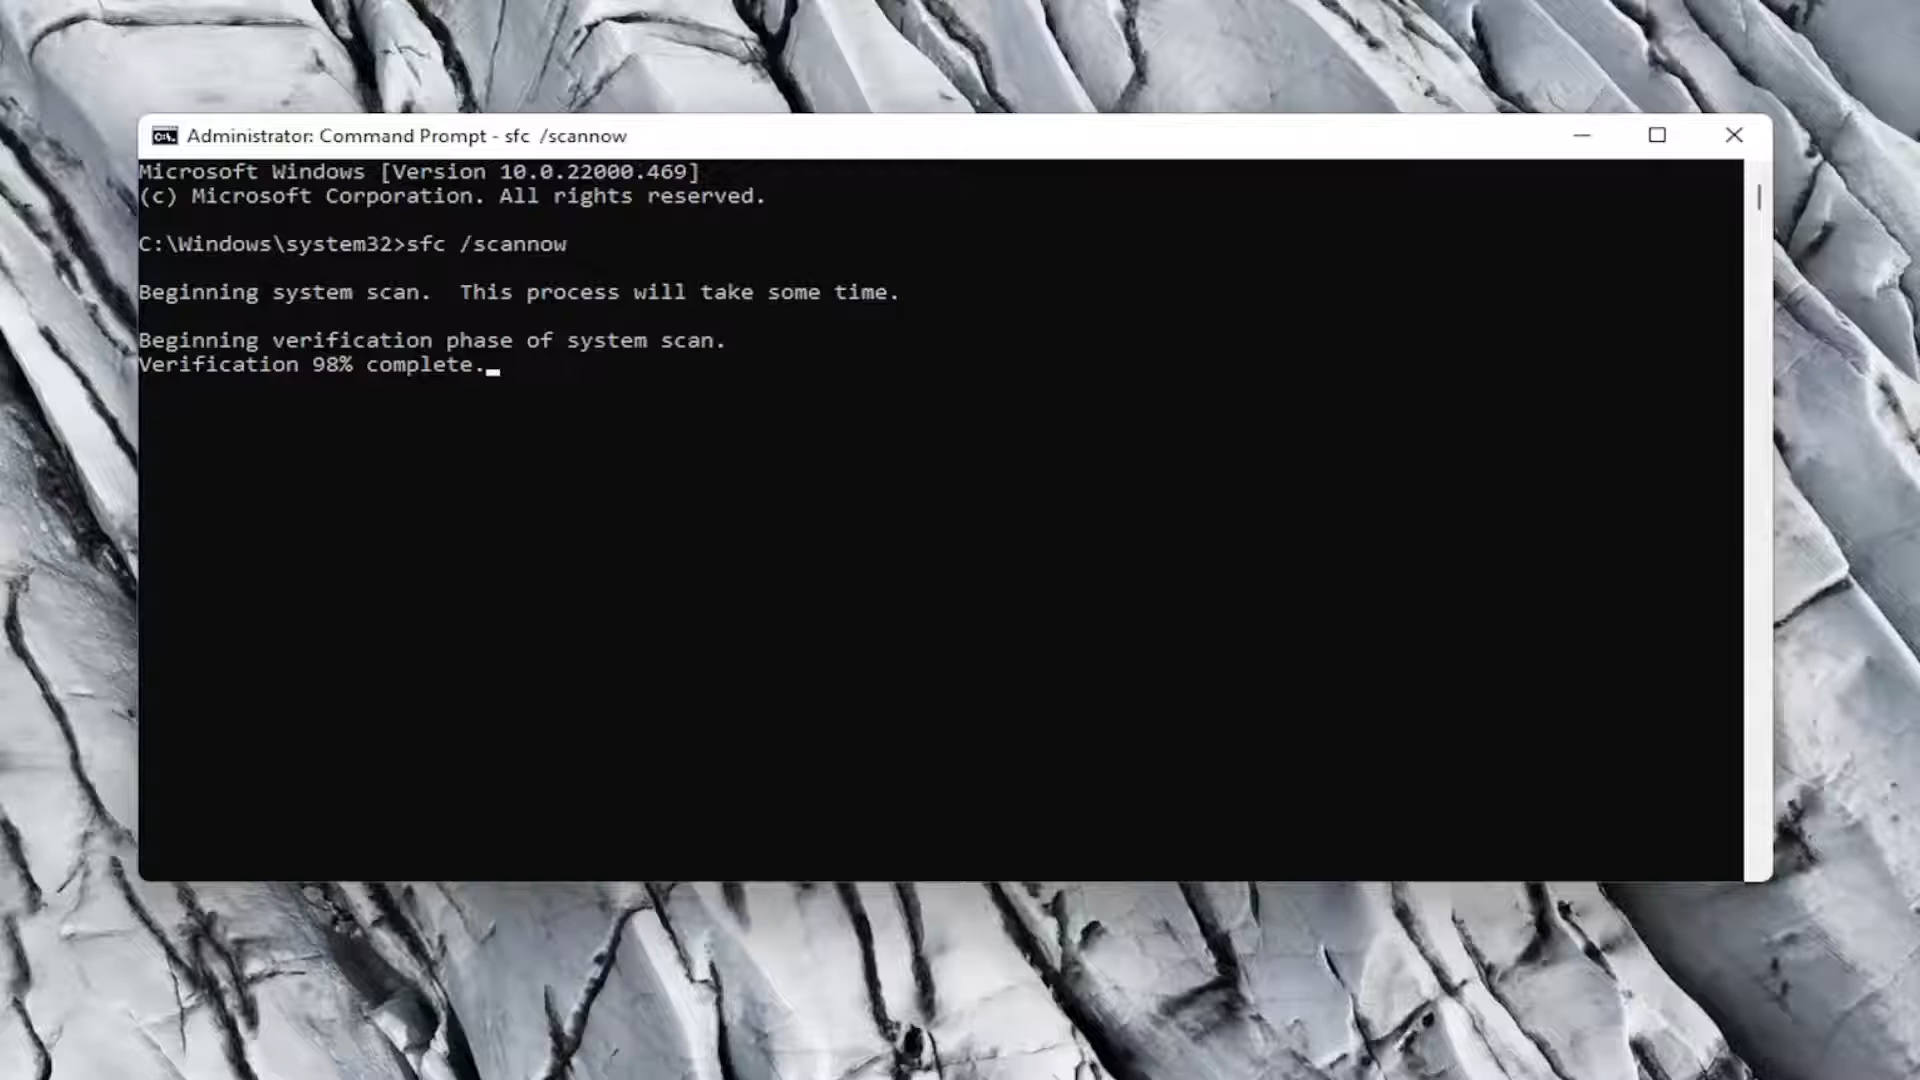 Administrator: Command Prompt - sfc  /scannow
Microsoft Windows [Version 10.0.22000.469]
(c) Microsoft Corporation. All rights reserved.
C:\Windows\system32>sfc /scannow
Beginning system scan.  This process will take some time.
Beginning verification phase of system scan.
Verification 98% complete.